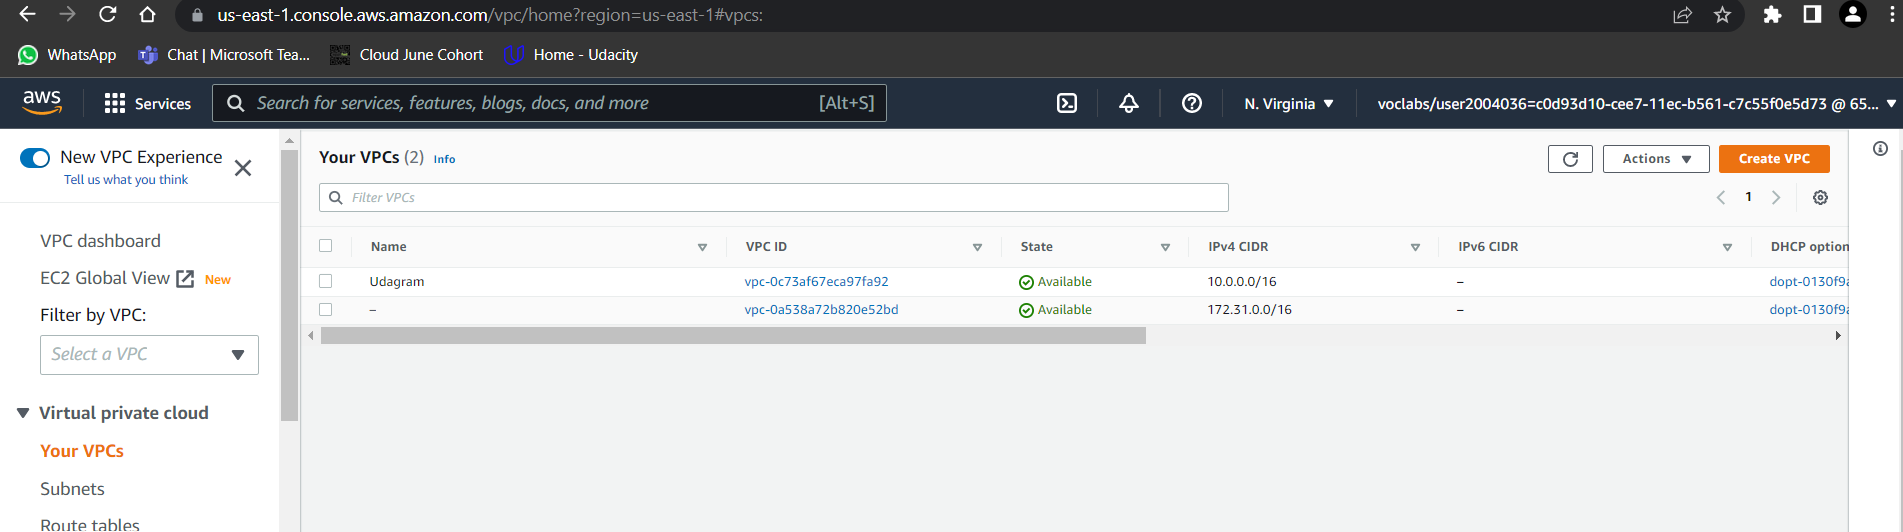 us-east-1.console.aws.amazon.com/vpc/home?region=us-east-1#vpcs:
WhatsApp Chat | Microsoft Tea... Cloud June Cohort Home - Udacity
aws Services Search for services, features, blogs, docs, and more [Alt+S] N. Virginia voclabs/user2004036=c0d93d10-cee7-11ec-b561-c7c55f0e5d73 @ 65...
New VPC Experience
Tell us what you think
VPC dashboard
EC2 Global View New
Filter by VPC:
Select a VPC
Virtual private cloud
Your VPCs
Subnets
Route tables
Your VPCs (2) Info Actions Create VPC
Filter VPCs 1
Name VPC ID State IPv4 CIDR IPv6 CIDR DHCP option
Udagram vpc-0c73af67eca97fa92 Available 10.0.0.0/16 – dopt-0130f9a
– vpc-0a538a72b820e52bd Available 172.31.0.0/16 – dopt-0130f9a